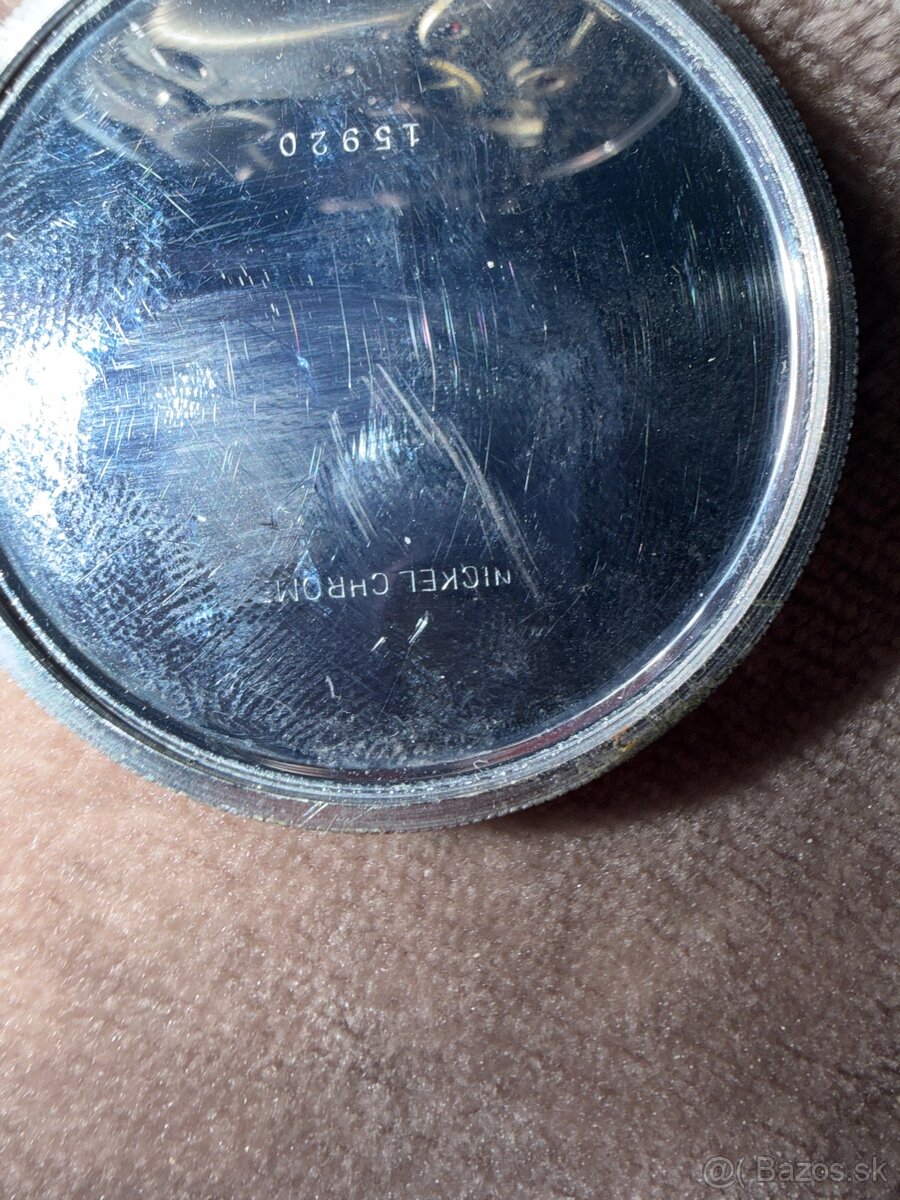 NICKEL CHROM
15920
@( Bazos.sk